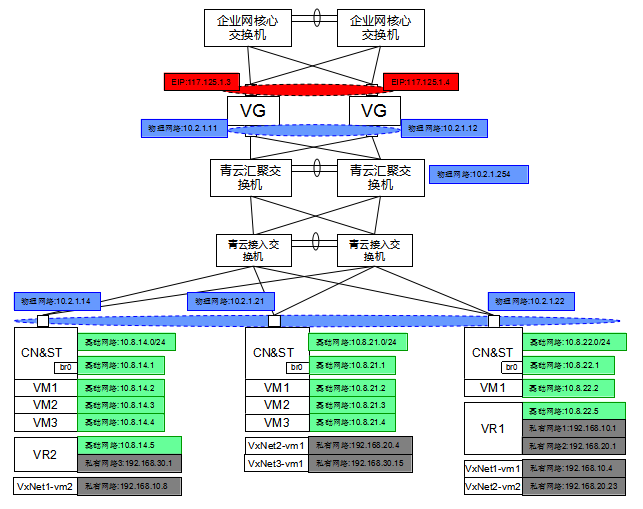 企业网核心
交换机
企业网核心
交换机
EIP:117.125.1.3
EIP:117.125.1.4
VG
VG
物理网络:10.2.1.11
物理网络:10.2.1.12
青云汇聚交
换机
青云汇聚交
换机
物理网络:10.2.1.254
青云接入交
换机
青云接入交
换机
物理网络:10.2.1.14
物理网络:10.2.1.21
物理网络:10.2.1.22
CN&ST
br0
基础网络:10.8.14.0/24
基础网络:10.8.14.1
VM1
基础网络:10.8.14.2
VM2
基础网络:10.8.14.3
VM3
基础网络:10.8.14.4
VR2
基础网络:10.8.14.5
私有网络3:192.168.30.1
VxNet1-vm2
私有网络:192.168.10.8
CN&ST
br0
基础网络:10.8.21.0/24
基础网络:10.8.21.1
VM1
基础网络:10.8.21.2
VM2
基础网络:10.8.21.3
VM3
基础网络:10.8.21.4
VxNet2-vm1
私有网络:192.168.20.4
VxNet3-vm1
私有网络:192.168.30.15
CN&ST
br0
基础网络:10.8.22.0/24
基础网络:10.8.22.1
VM1
基础网络:10.8.22.2
VR1
基础网络:10.8.22.5
私有网络1:192.168.10.1
私有网络2:192.168.20.1
VxNet1-vm1
私有网络:192.168.10.4
VxNet2-vm2
私有网络:192.168.20.23